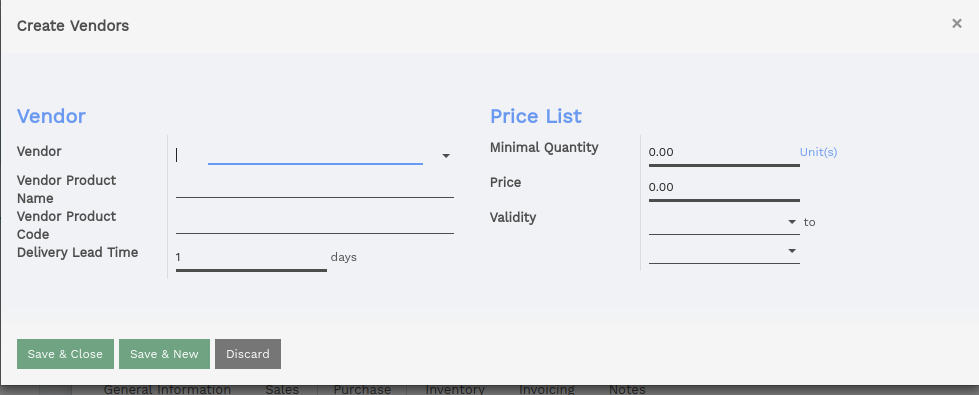 Create Vendors
×
Vendor
Vendor
Vendor Product
Name
Vendor Product
Code
Delivery Lead Time
1 days
Price List
Minimal Quantity
0.00 Unit(s)
Price
0.00
Validity
to
Save & Close Save & New Discard
General Information Sales Purchase Inventory Invoicing Notes